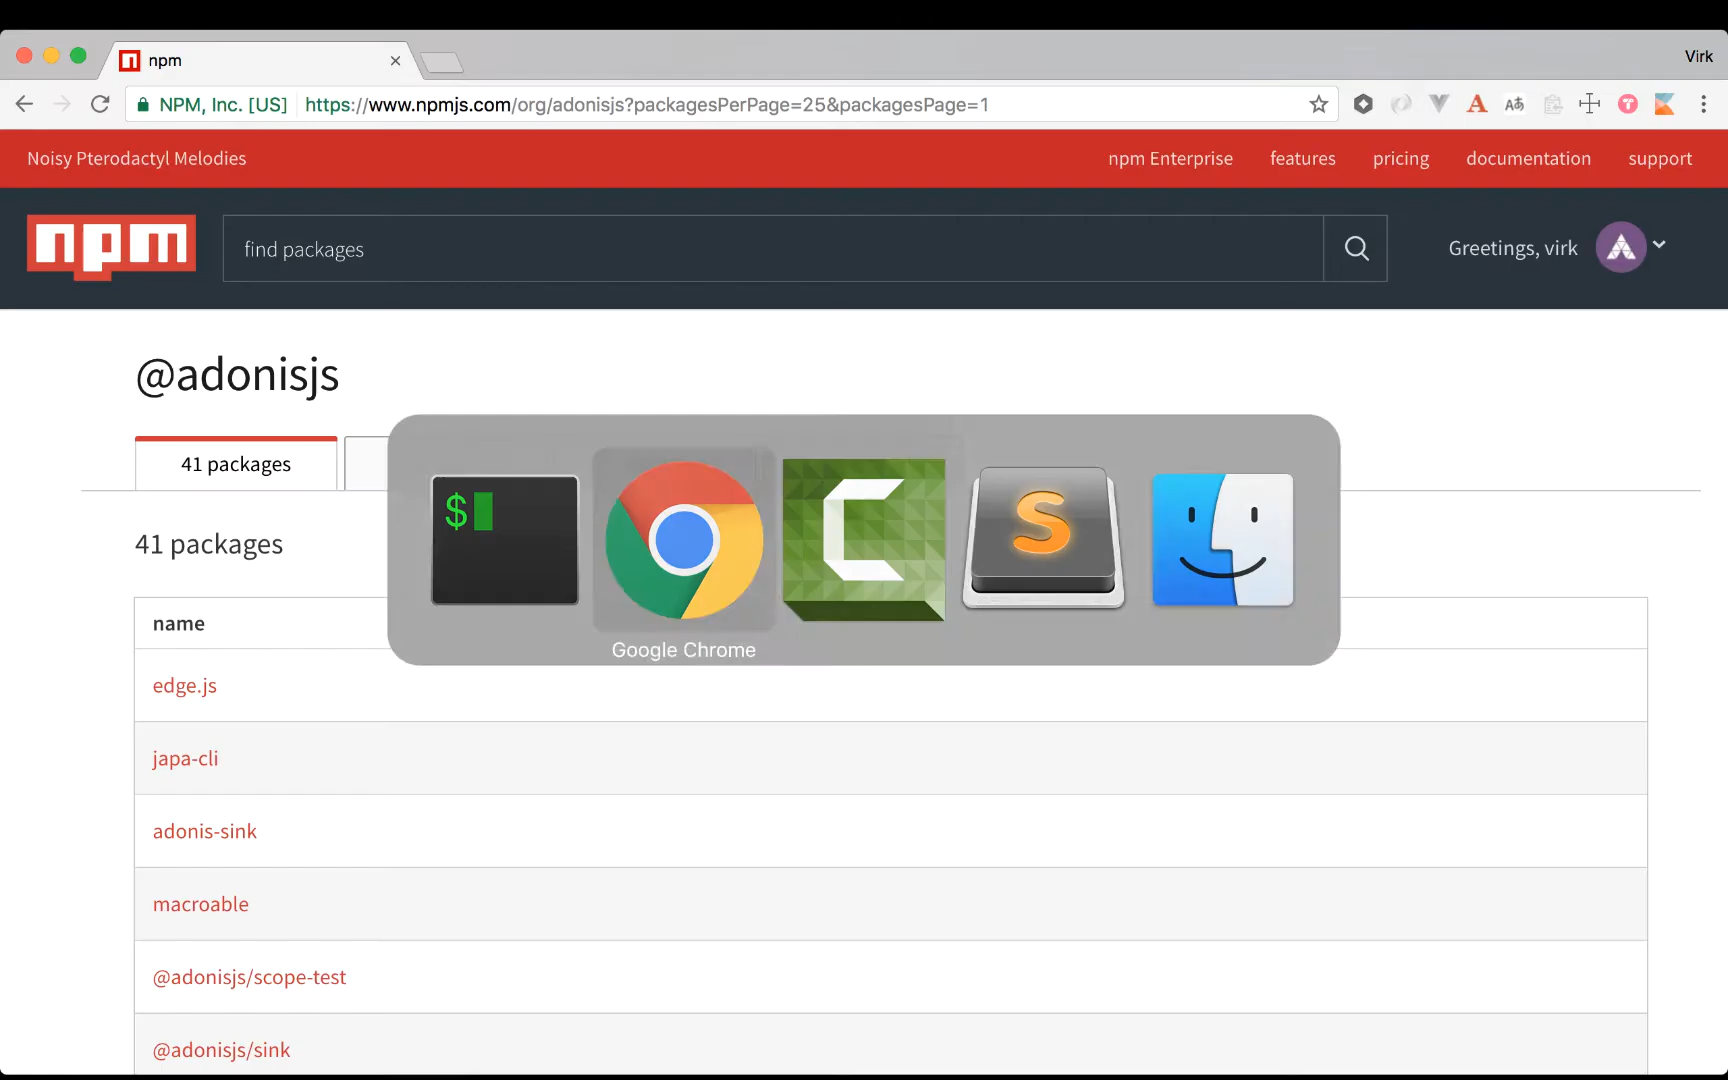 npm
Virk
NPM, Inc. [US]
https://www.npmjs.com/org/adonisjs?packagesPerPage=25&packagesPage=1
Noisy Pterodactyl Melodies
npm Enterprise
features
pricing
documentation
support
npm
find packages
Greetings, virk
@adonisjs
41 packages
41 packages
$
Google Chrome
name
edge.js
japa-cli
adonis-sink
macroable
@adonisjs/scope-test
@adonisjs/sink